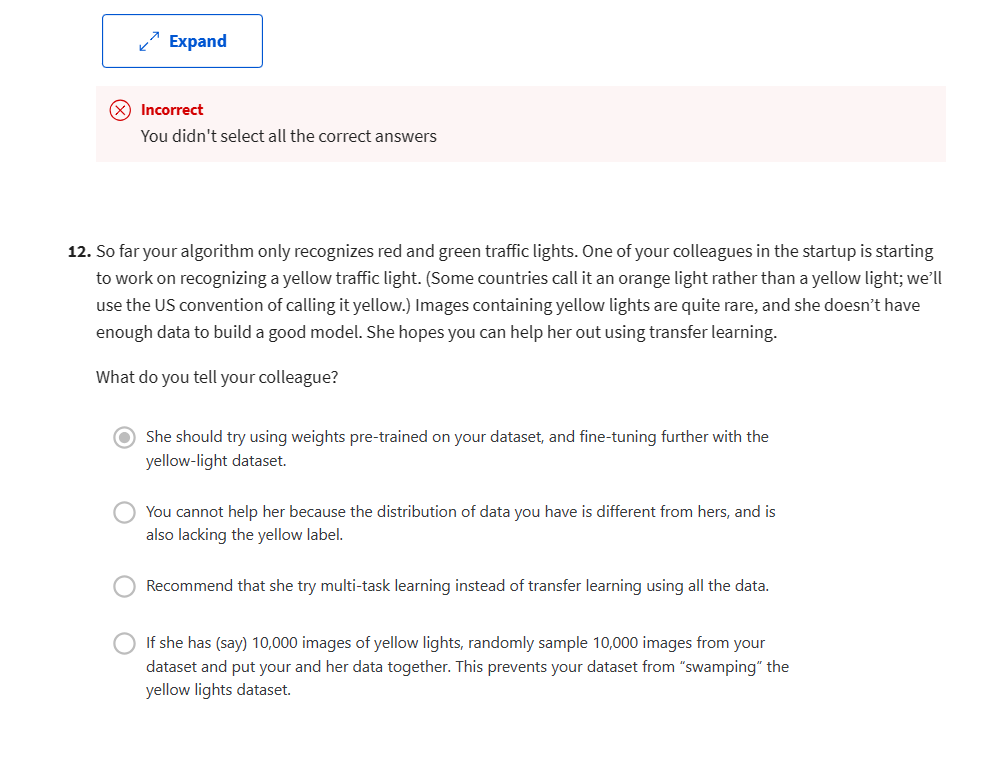 Expand
Incorrect
You didn't select all the correct answers
12. So far your algorithm only recognizes red and green traffic lights. One of your colleagues in the startup is starting
to work on recognizing a yellow traffic light. (Some countries call it an orange light rather than a yellow light; we’ll
use the US convention of calling it yellow.) Images containing yellow lights are quite rare, and she doesn’t have
enough data to build a good model. She hopes you can help her out using transfer learning.
What do you tell your colleague?
She should try using weights pre-trained on your dataset, and fine-tuning further with the
yellow-light dataset.
You cannot help her because the distribution of data you have is different from hers, and is
also lacking the yellow label.
Recommend that she try multi-task learning instead of transfer learning using all the data.
If she has (say) 10,000 images of yellow lights, randomly sample 10,000 images from your
dataset and put your and her data together. This prevents your dataset from “swamping” the
yellow lights dataset.